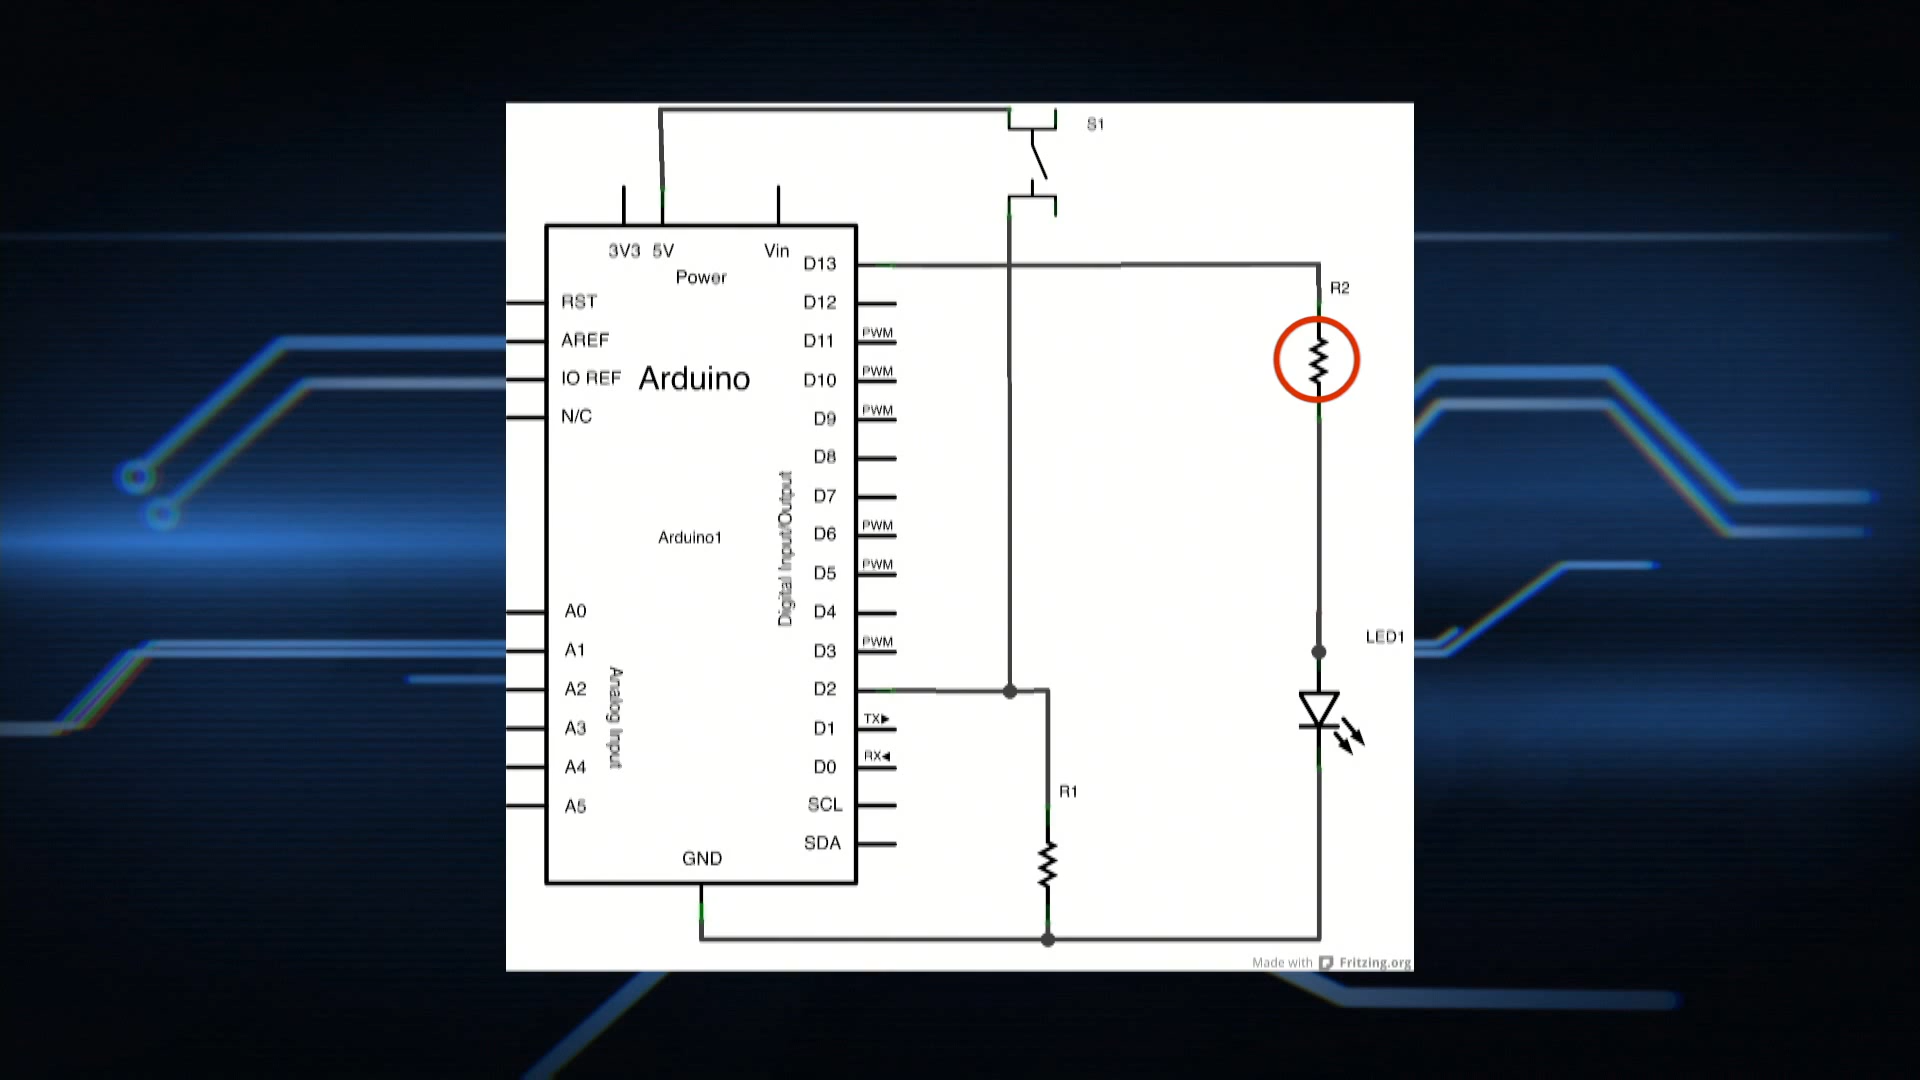 S1
3V3 5V Vin
Power
D13
R2
RST
D12
AREF
D11 PWM
IO REF
Arduino
D10 PWM
N/C
D9 PWM
D8
D7
Digital Input/Output
Arduino1
D6 PWM
D5 PWM
A0
D4
LED1
A1
D3 PWM
Analog Input
A2
D2
A3
D1 TX
A4
D0 RX
R1
A5
SCL
SDA
GND
Made with Fritzing.org